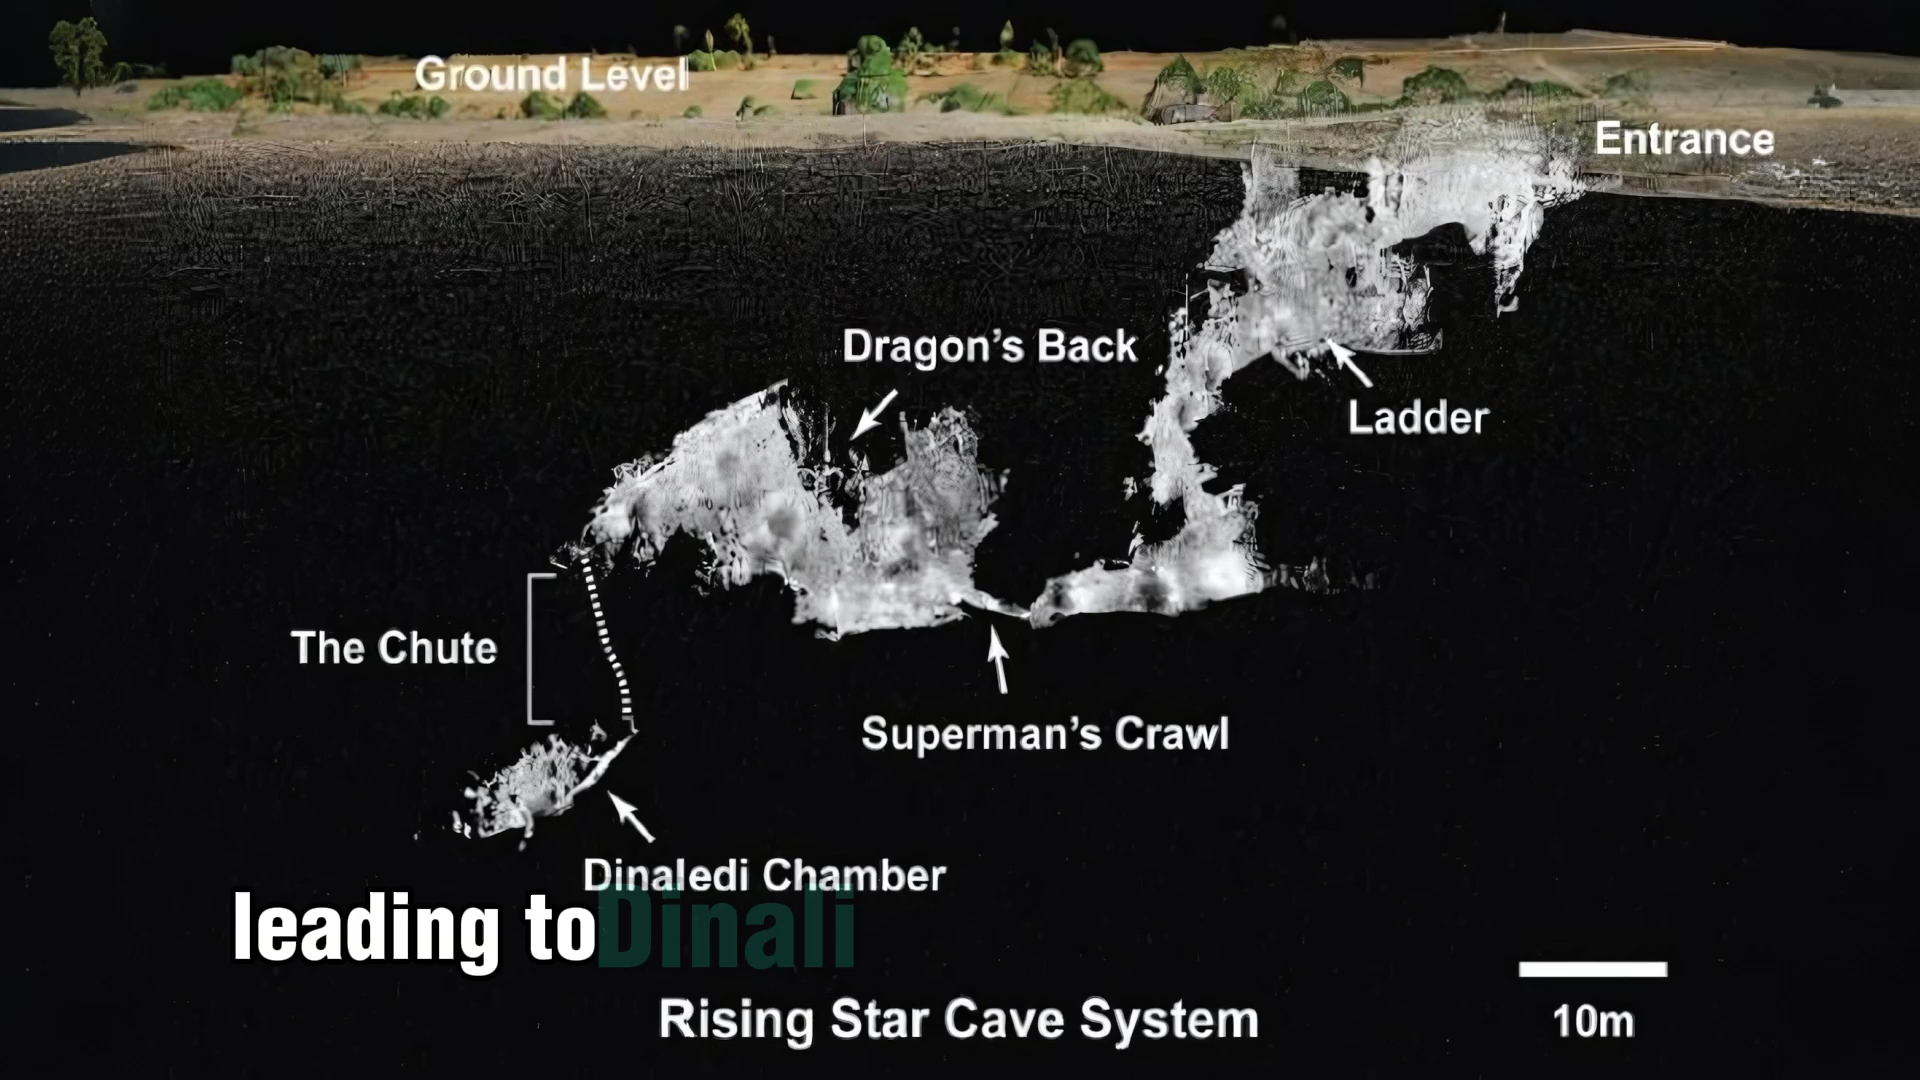 Ground Level
Entrance
Dragon's Back
Ladder
The Chute
Superman's Crawl
Dinaledi Chamber
leading to Dinali
Rising Star Cave System
10m